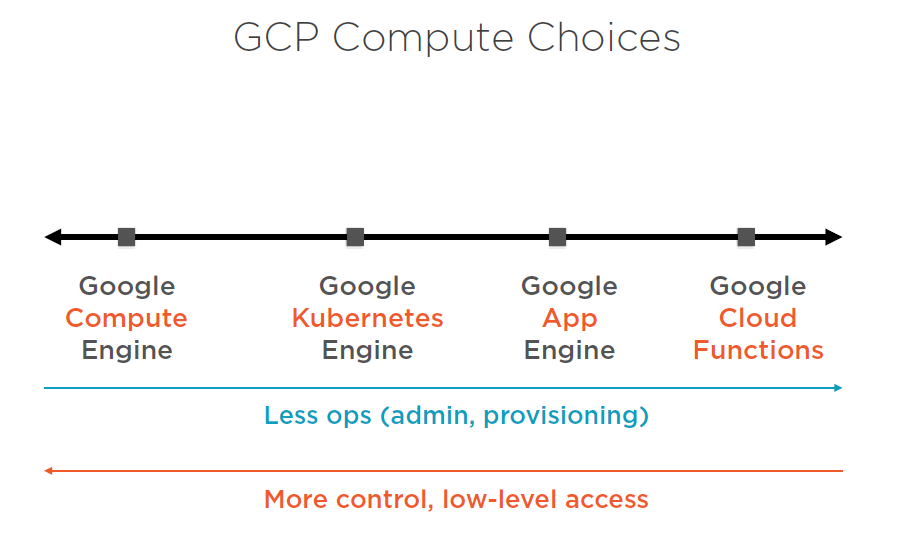 GCP Compute Choices
Google
Compute
Engine
Google
Kubernetes
Engine
Google
App
Engine
Google
Cloud
Functions
Less ops (admin, provisioning)
More control, low-level access